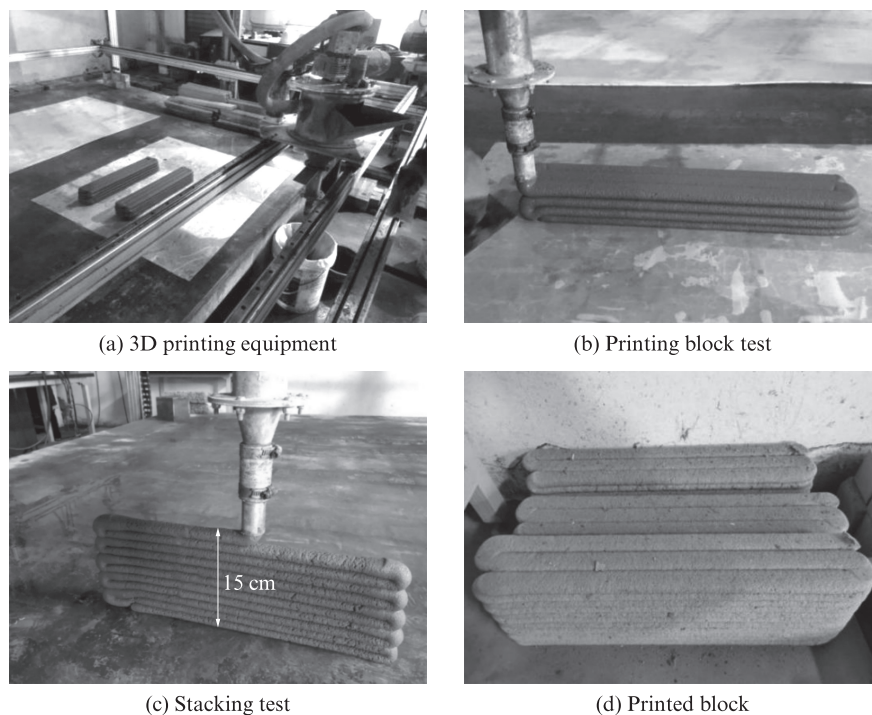 (a) 3D printing equipment
(b) Printing block test
15 cm
(c) Stacking test
(d) Printed block